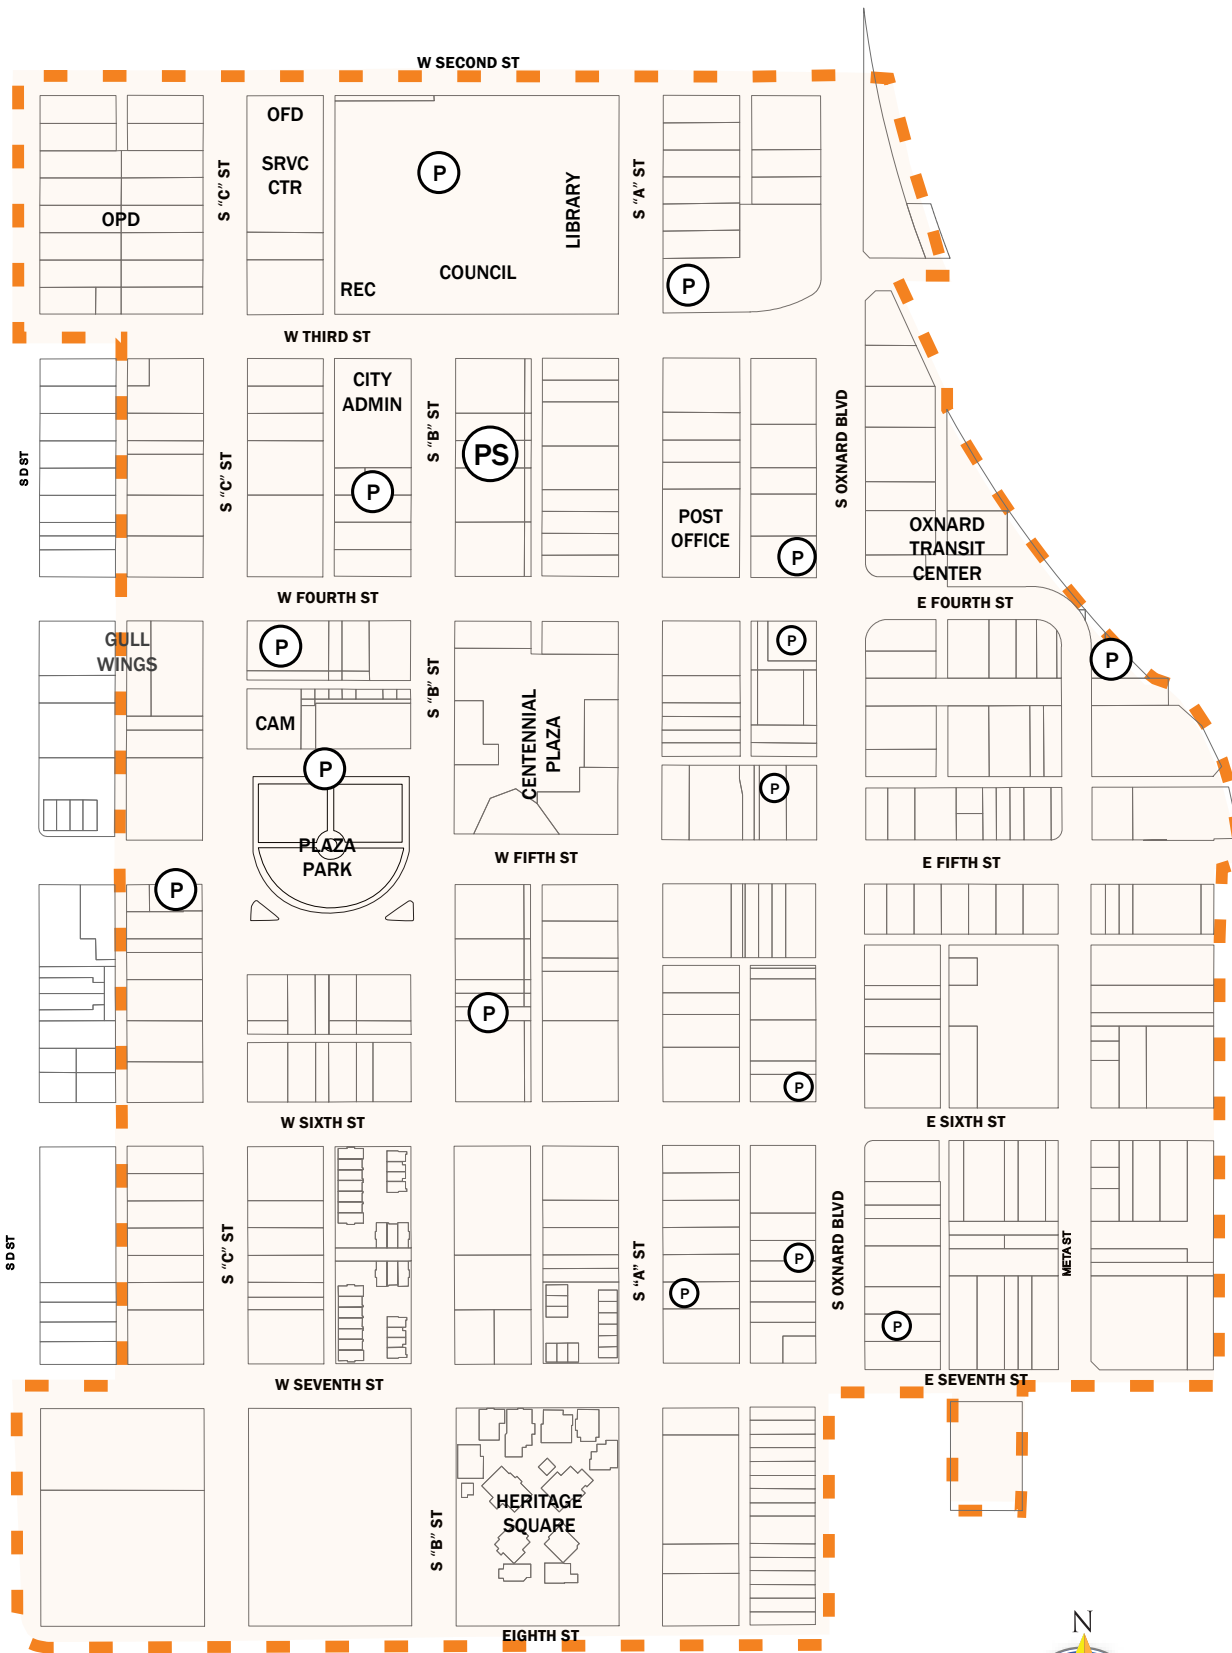 W SECOND ST
OFD
SRVC
CTR
P
LIBRARY
S "C" ST
S "A" ST
OPD
COUNCIL
REC
P
W THIRD ST
CITY
ADMIN
S "B" ST
S D ST
S "C" ST
PS
P
S OXNARD BLVD
POST
OFFICE
P
OXNARD
TRANSIT
CENTER
W FOURTH ST
E FOURTH ST
GULL
WINGS
P
P
P
S "B" ST
CAM
CENTENNIAL
PLAZA
P
P
PLAZA
PARK
W FIFTH ST
E FIFTH ST
P
P
P
W SIXTH ST
E SIXTH ST
S D ST
S "C" ST
S "A" ST
S OXNARD BLVD
META ST
P
P
P
W SEVENTH ST
E SEVENTH ST
HERITAGE
SQUARE
S "B" ST
EIGHTH ST
N